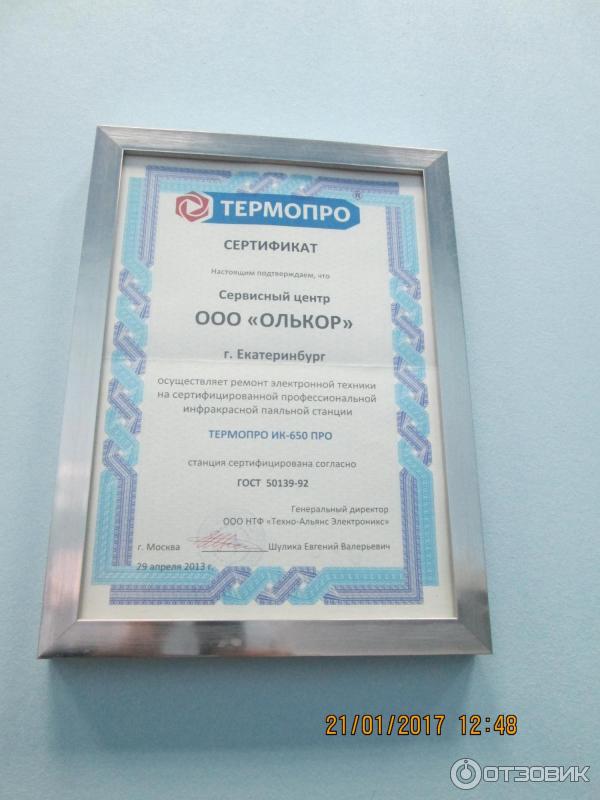 ТЕРМОПРО ®
СЕРТИФИКАТ
Настоящим подтверждаем, что
Сервисный центр
ООО «ОЛЬКОР»
г. Екатеринбург
осуществляет ремонт электронной техники
на сертифицированной профессиональной
инфракрасной паяльной станции
ТЕРМОПРО ИК-650 ПРО
станция сертифицирована согласно
ГОСТ 50139-92
Генеральный директор
ООО НТФ «Техно-Альянс Электроникс»
г. Москва Шулика Евгений Валерьевич
29 апреля 2013 г.
21/01/2017 12:48
ОТЗОВИК